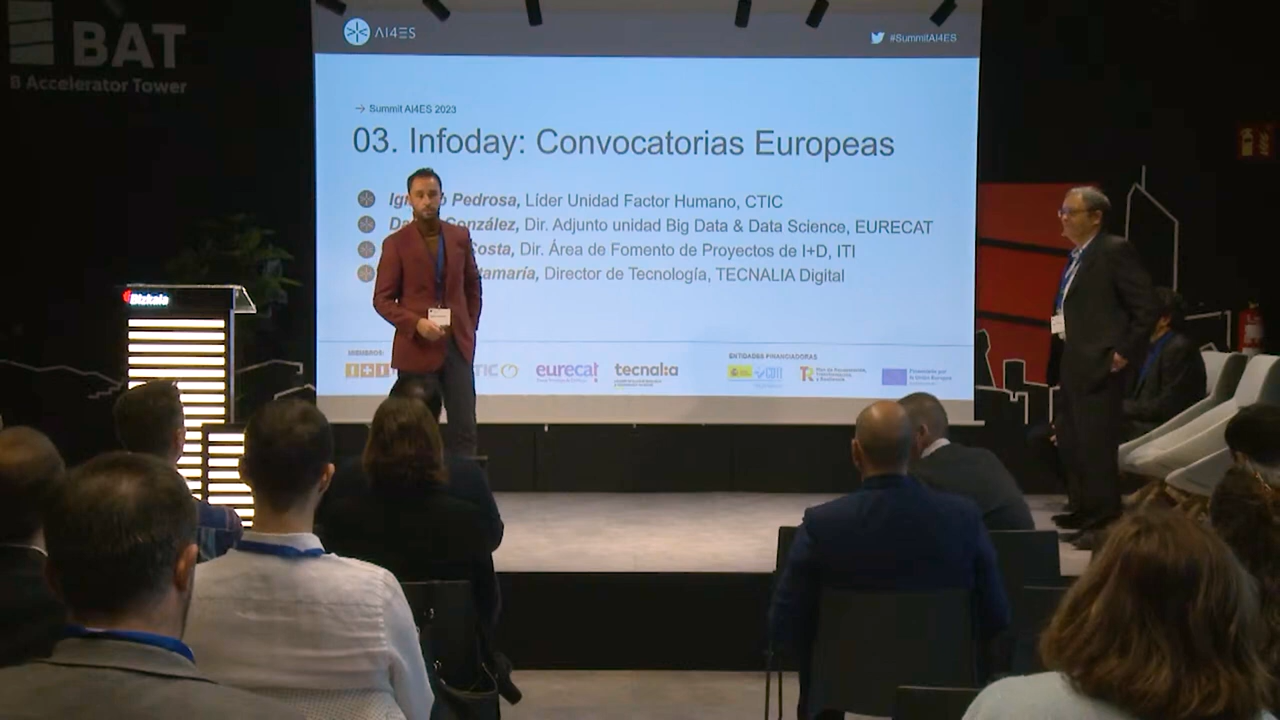 BAT
B Accelerator Tower
AI4ES
#SummitAI4ES
Summit AI4ES 2023
03. Infoday: Convocatorias Europeas
Pedrosa, Líder Unidad Factor Humano, CTIC
González, Dir. Adjunto unidad Big Data & Data Science, EURECAT
Costa, Dir. Área de Fomento de Proyectos de I+D, ITI
Director de Tecnología, TECNALIA Digital
Bizkaia
MIEMBROS:
ENTIDADES FINANCIADORAS
eurecat
tecnalia